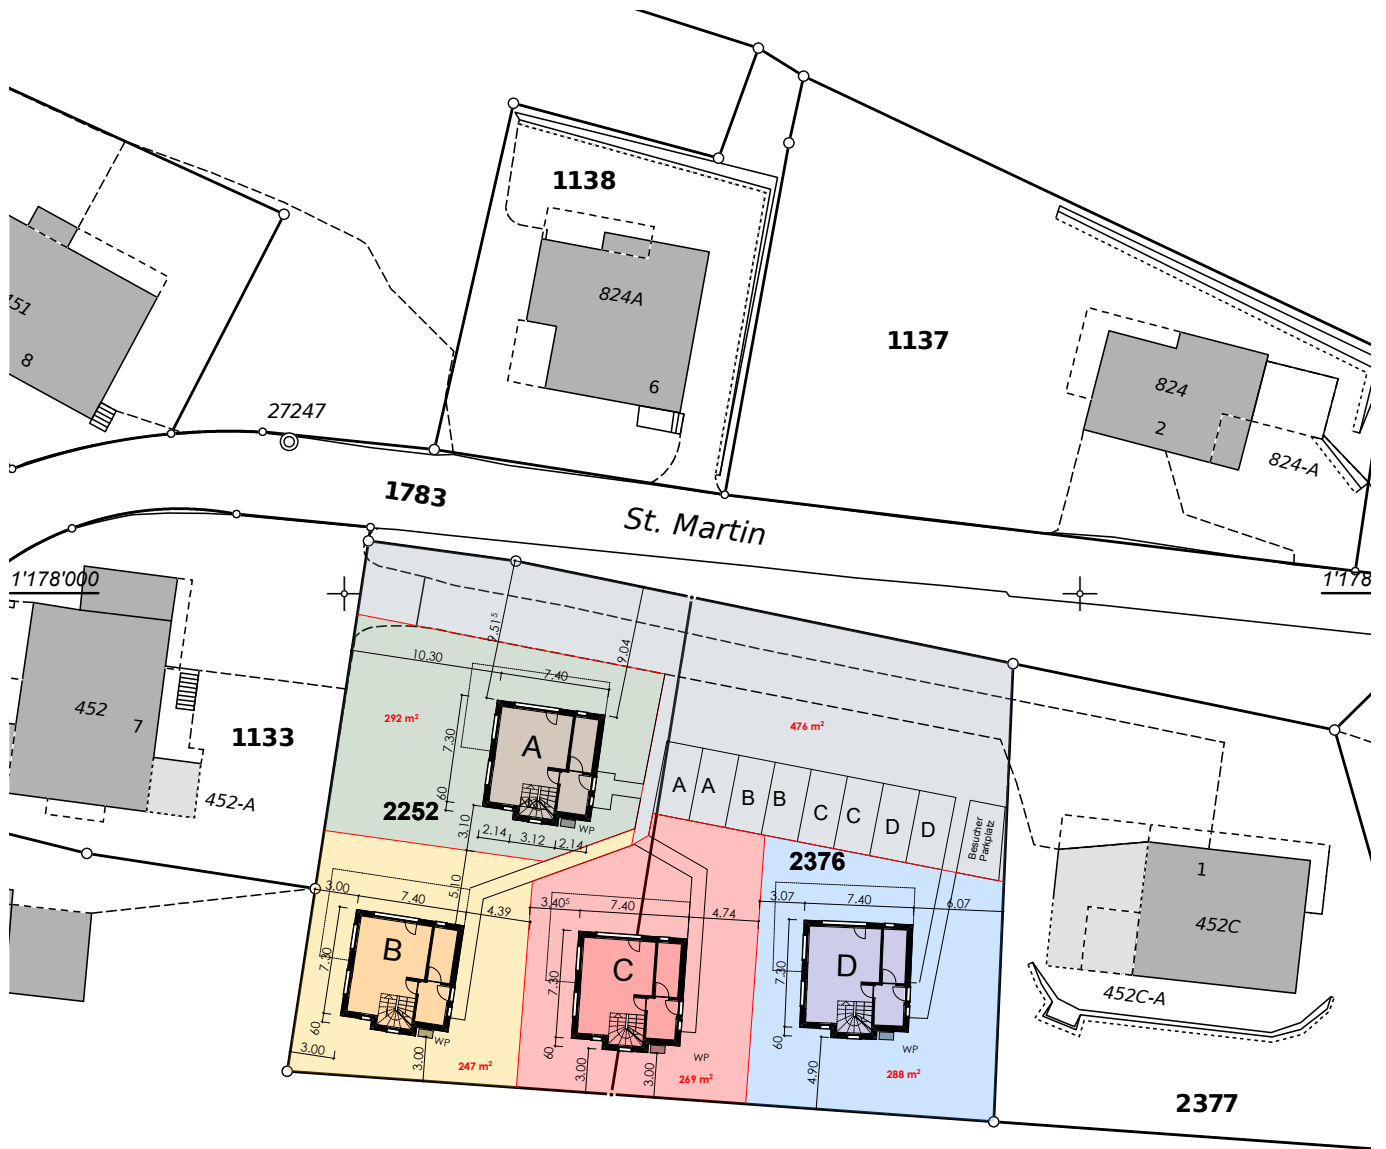 1138
824A
6
1137
824
2
824-A
451
8
27247
1783
St. Martin
1'178'000
1'178
452
7
1133
452-A
9.51⁵
9.04
10.30
7.40
292 m²
7.30
A
60
2252
3.10
2.14
3.12
2.14
WP
476 m²
A
A
B
B
C
C
D
D
Besucher
Parkplatz
2376
3.00
7.40
5.10
4.39
3.40⁵
7.40
4.74
3.07
7.40
6.07
B
7.30
60
3.00
3.00
WP
247 m²
C
7.30
60
3.00
3.00
WP
269 m²
D
7.30
60
4.90
WP
288 m²
1
452C
452C-A
2377